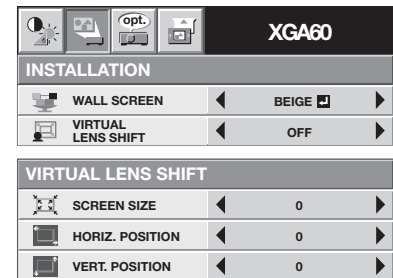 opt.
XGA60
INSTALLATION
WALL SCREEN BEIGE
VIRTUAL
LENS SHIFT OFF
VIRTUAL LENS SHIFT
SCREEN SIZE 0
HORIZ. POSITION 0
VERT. POSITION 0